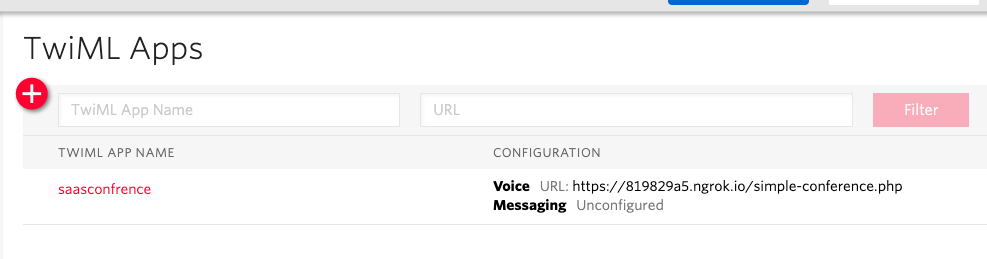 TwiML Apps
TwiML App Name URL Filter
TWIML APP NAME CONFIGURATION
saasconfrence Voice URL: https://819829a5.ngrok.io/simple-conference.php
Messaging Unconfigured